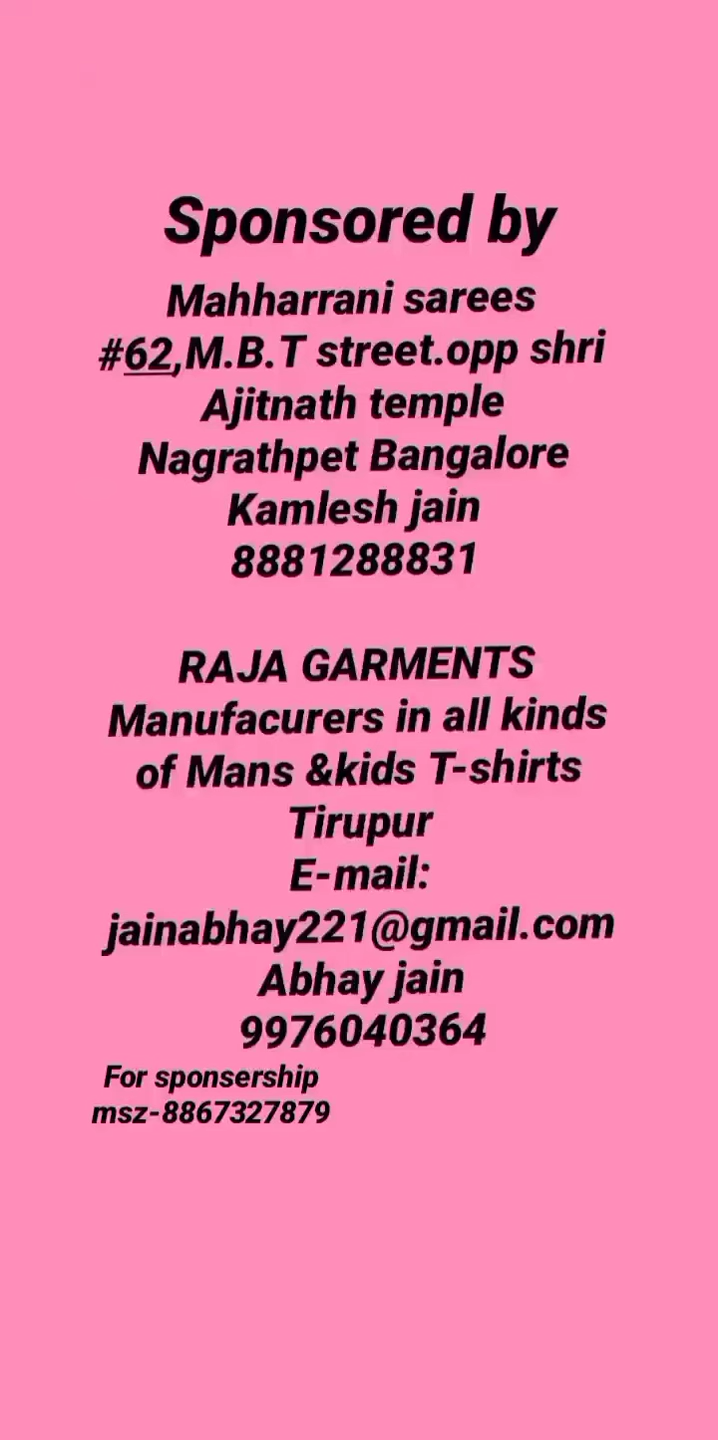 Sponsored by
Mahharrani sarees
#62,M.B.T street.opp shri
Ajitnath temple
Nagrathpet Bangalore
Kamlesh jain
8881288831
RAJA GARMENTS
Manufacurers in all kinds
of Mans &kids T-shirts
Tirupur
E-mail:
jainabhay221@gmail.com
Abhay jain
9976040364
For sponsership
msz-8867327879